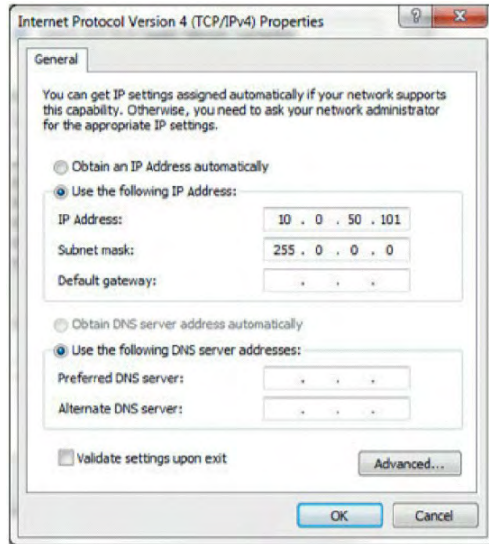 Internet Protocol Version 4 (TCP/IPv4) Properties
?
X
General
You can get IP settings assigned automatically if your network supports
this capability. Otherwise, you need to ask your network administrator
for the appropriate IP settings.
Obtain an IP Address automatically
Use the following IP Address:
IP Address: 10 . 0 . 50 . 101
Subnet mask: 255 . 0 . 0 . 0
Default gateway: . . .
Obtain DNS server address automatically
Use the following DNS server addresses:
Preferred DNS server: . . .
Alternate DNS server: . . .
Validate settings upon exit
Advanced...
OK Cancel